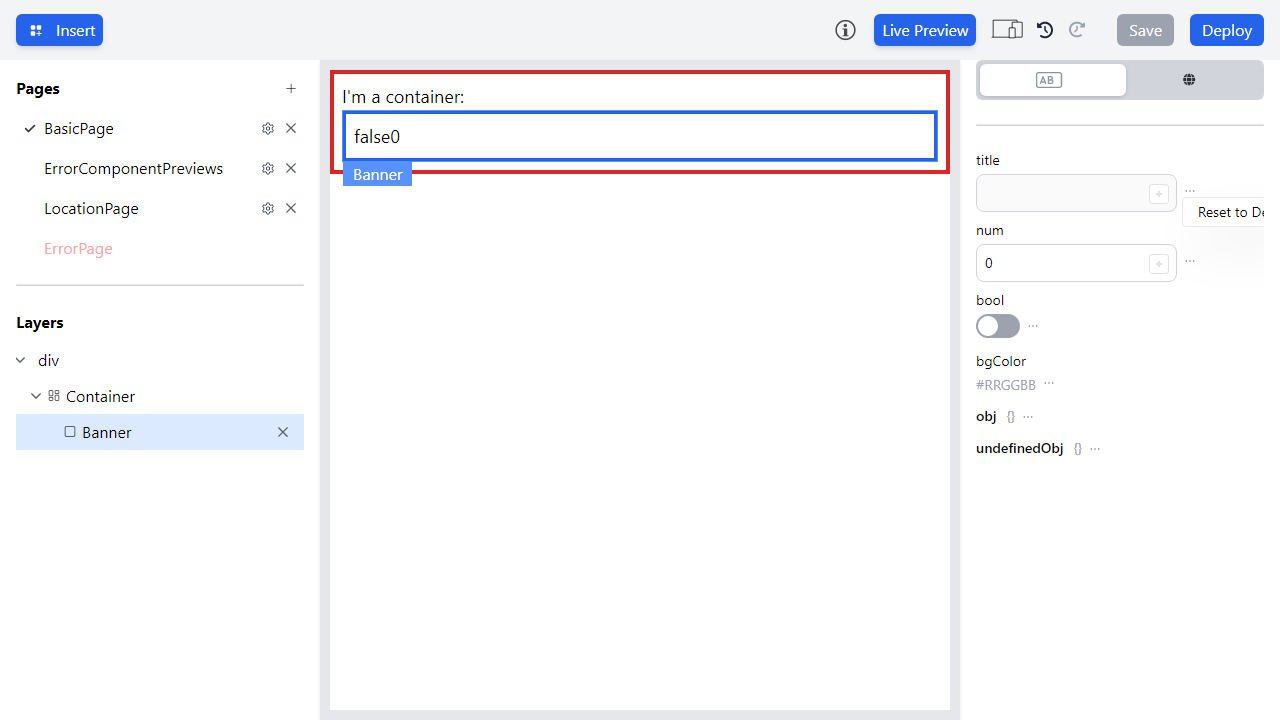 Insert
Live Preview
Save
Deploy
Pages
BasicPage
ErrorComponentPreviews
LocationPage
ErrorPage
Layers
div
Container
Banner
I'm a container:
false0
Banner
AB
title
Reset to De
num
0
bool
bgColor
#RRGGBB
obj {}
undefinedObj {}